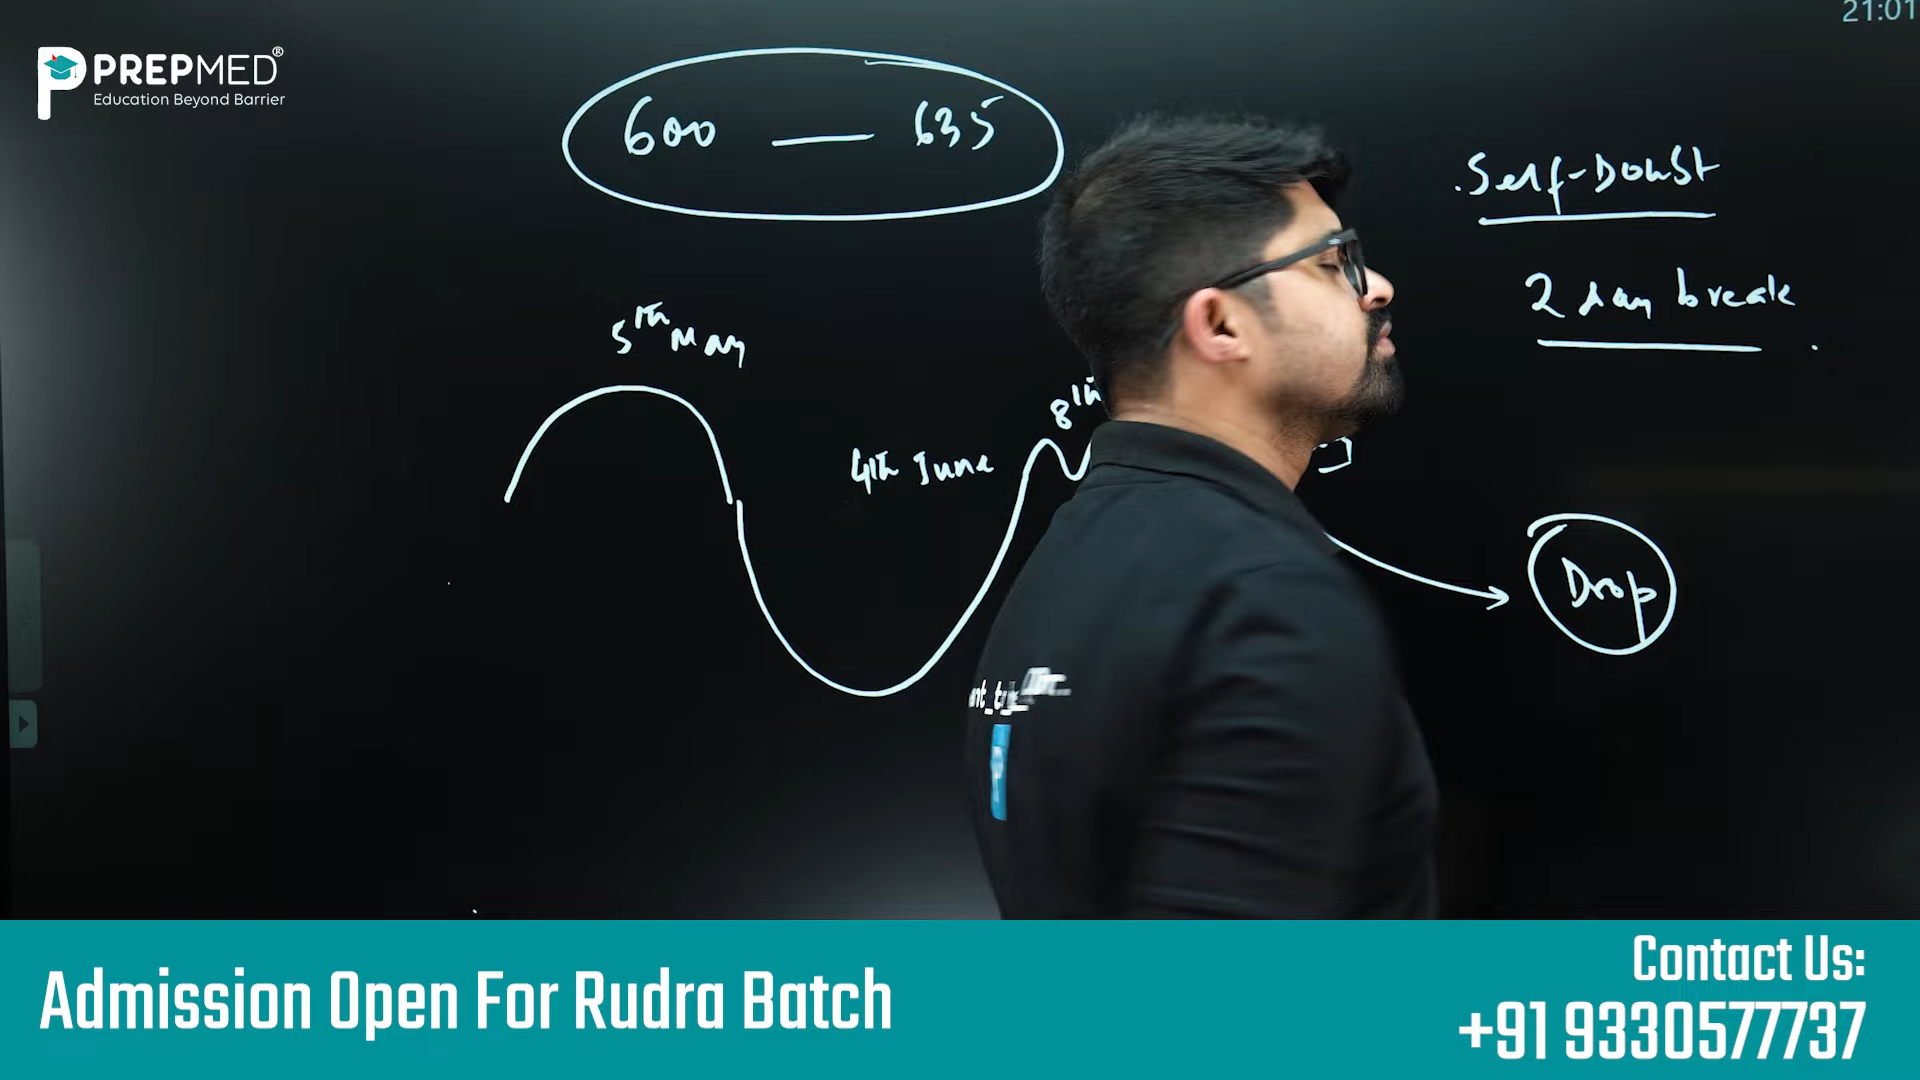 21:01
PREPMED®
Education Beyond Barrier
600 — 635
Self-Doubt
2 day break
5th May
8th
4th June
Drop
Admission Open For Rudra Batch
Contact Us:
+91 9330577737